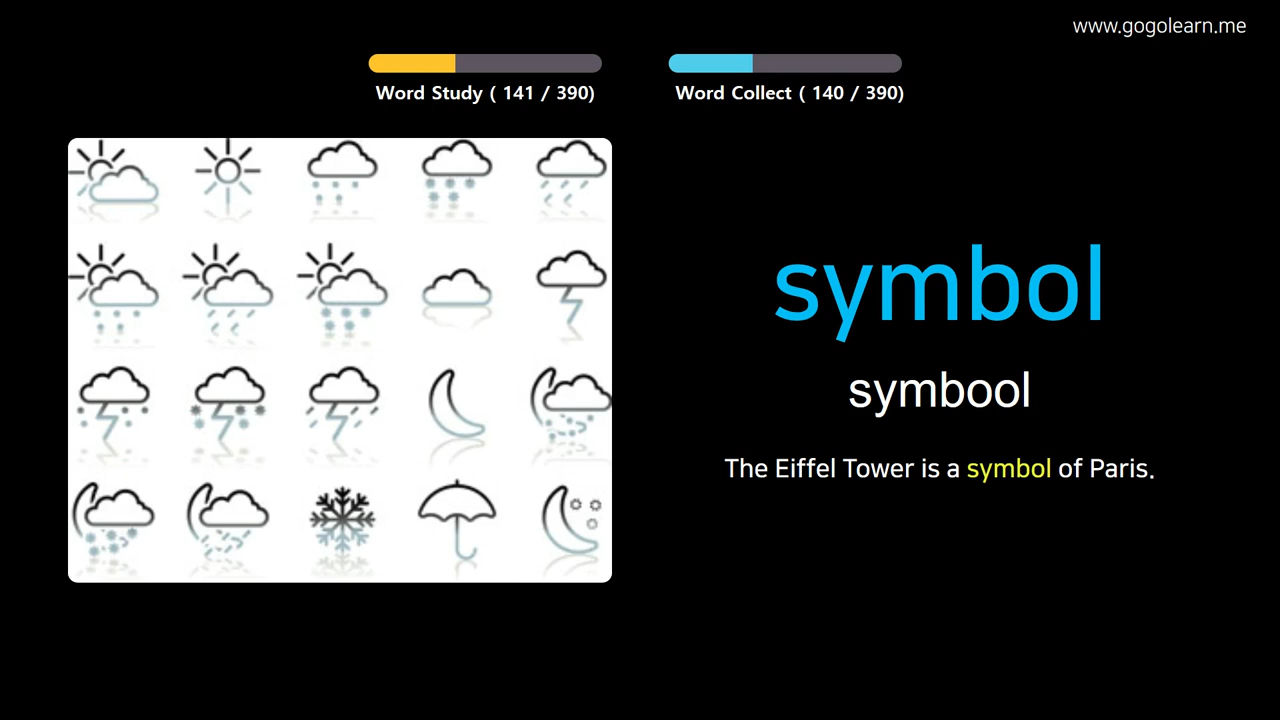 www.gogolearn.me
Word Study ( 141 / 390)
Word Collect ( 140 / 390)
symbol
symbool
The Eiffel Tower is a symbol of Paris.